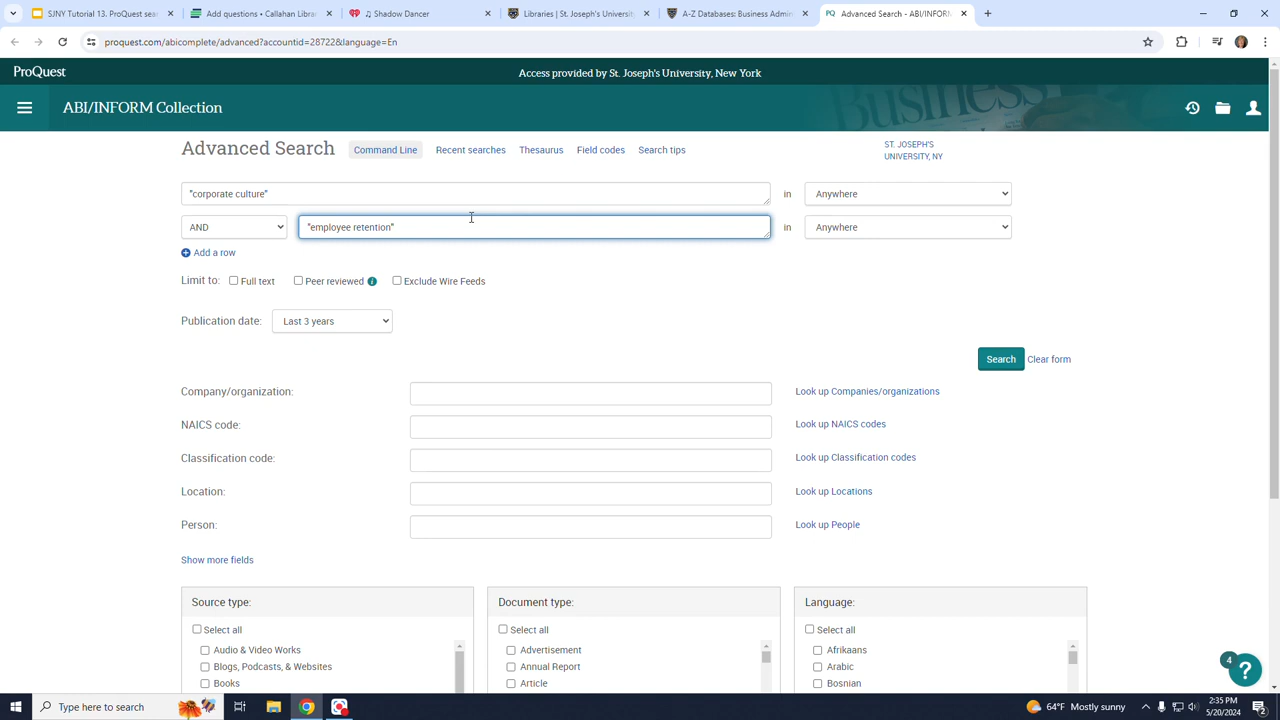 SJNY Tutorial 13. ProQuest sear
Add questions • Callahan Libra
♫ Shadow Dancer
Libraries | St. Joseph's Universit
A-Z Databases: Business Admin
PQ Advanced Search - ABI/INFORM
proquest.com/abicomplete/advanced?accountid=28722&language=En
ProQuest
Access provided by St. Joseph's University, New York
ABI/INFORM Collection
Business
Advanced Search Command Line Recent searches Thesaurus Field codes Search tips
ST. JOSEPH'S
UNIVERSITY, NY
"corporate culture" in Anywhere
AND "employee retention" in Anywhere
Add a row
Limit to: Full text Peer reviewed Exclude Wire Feeds
Publication date: Last 3 years
Search Clear form
Company/organization: Look up Companies/organizations
NAICS code: Look up NAICS codes
Classification code: Look up Classification codes
Location: Look up Locations
Person: Look up People
Show more fields
Source type: Document type: Language:
Select all Select all Select all
Audio & Video Works Advertisement Afrikaans
Blogs, Podcasts, & Websites Annual Report Arabic
Books Article Bosnian
4 ?
Type here to search
64°F Mostly sunny
2:35 PM
5/20/2024
2